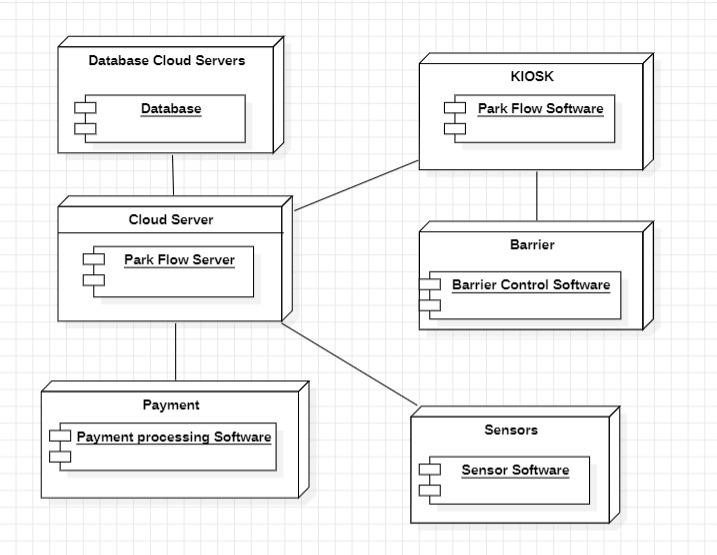 Database Cloud Servers
Database
KIOSK
Park Flow Software
Cloud Server
Park Flow Server
Barrier
Barrier Control Software
Payment
Payment processing Software
Sensors
Sensor Software